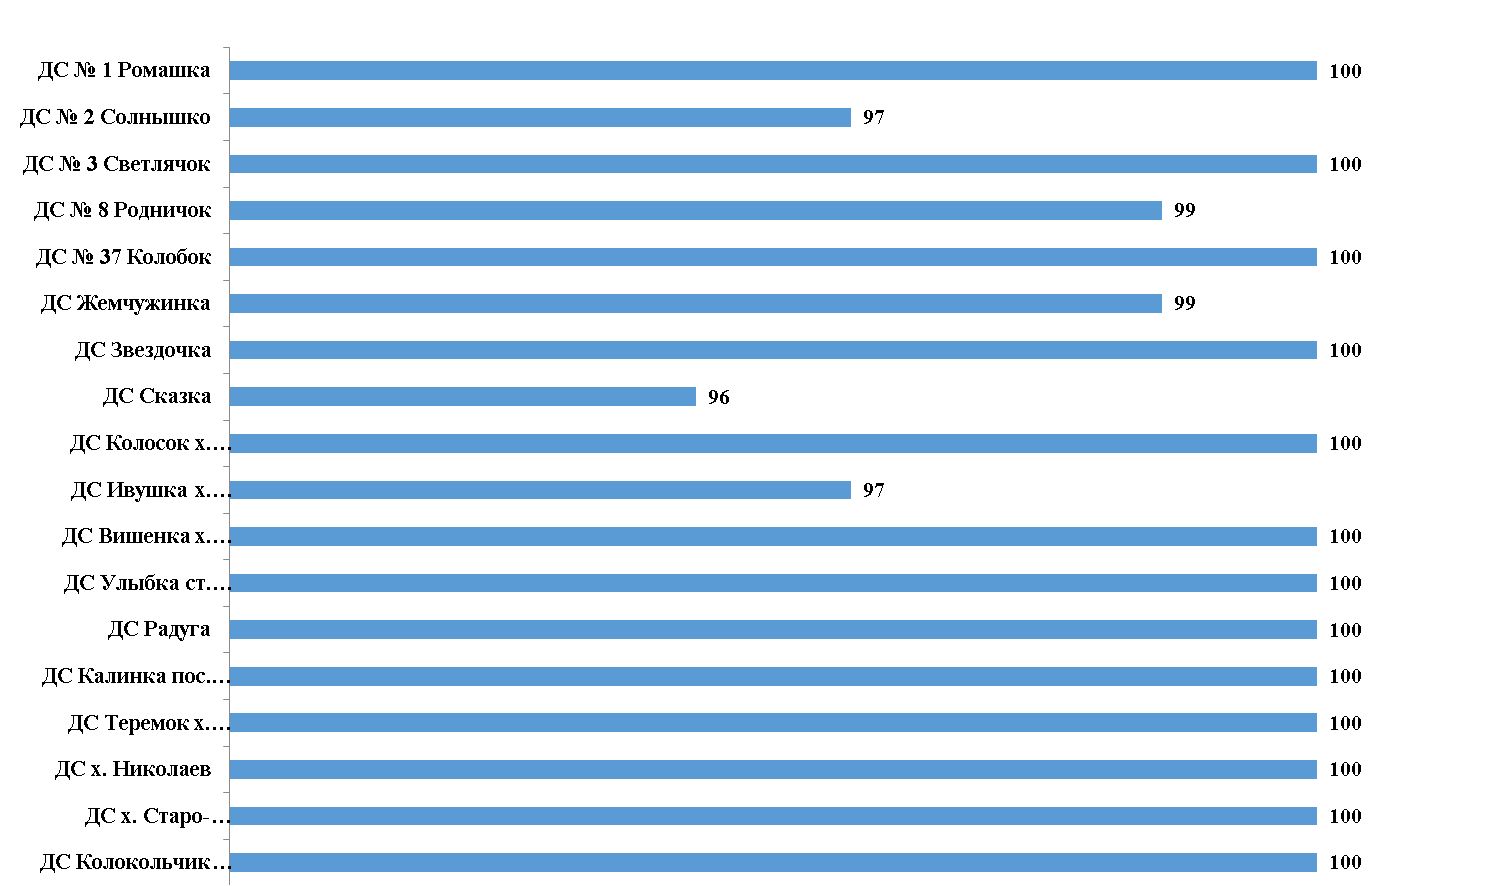 ДС № 1 Ромашка 100
ДС № 2 Солнышко 97
ДС № 3 Светлячок 100
ДС № 8 Родничок 99
ДС № 37 Колобок 100
ДС Жемчужинка 99
ДС Звездочка 100
ДС Сказка 96
ДС Колосок х.… 100
ДС Ивушка х.… 97
ДС Вишенка х.… 100
ДС Улыбка ст.… 100
ДС Радуга 100
ДС Калинка пос.… 100
ДС Теремок х.… 100
ДС х. Николаев 100
ДС х. Старо-… 100
ДС Колокольчик… 100